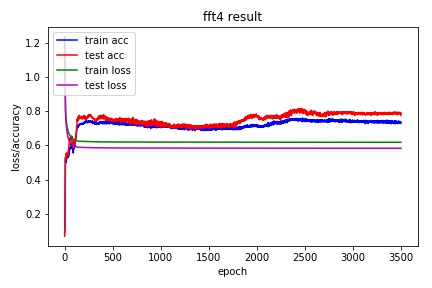 fft4 result
train acc
test acc
train loss
test loss
loss/accuracy
1.2
1.0
0.8
0.6
0.4
0.2
0 500 1000 1500 2000 2500 3000 3500
epoch